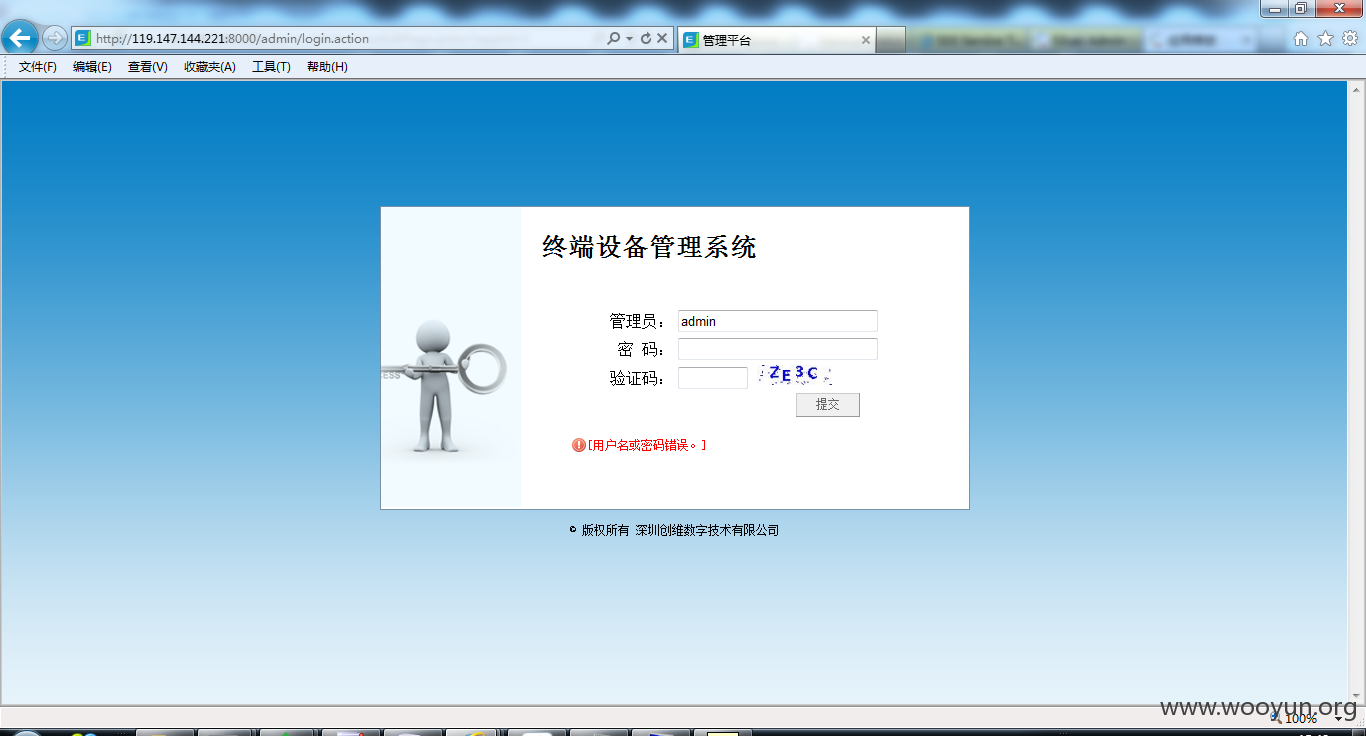 http://119.147.144.221:8000/admin/login.action
管理平台
文件(F) 编辑(E) 查看(V) 收藏夹(A) 工具(T) 帮助(H)
终端设备管理系统
管理员： admin
密 码：
验证码： ZE3C
提交
[用户名或密码错误。]
© 版权所有 深圳创维数字技术有限公司
www.wooyun.org
100%